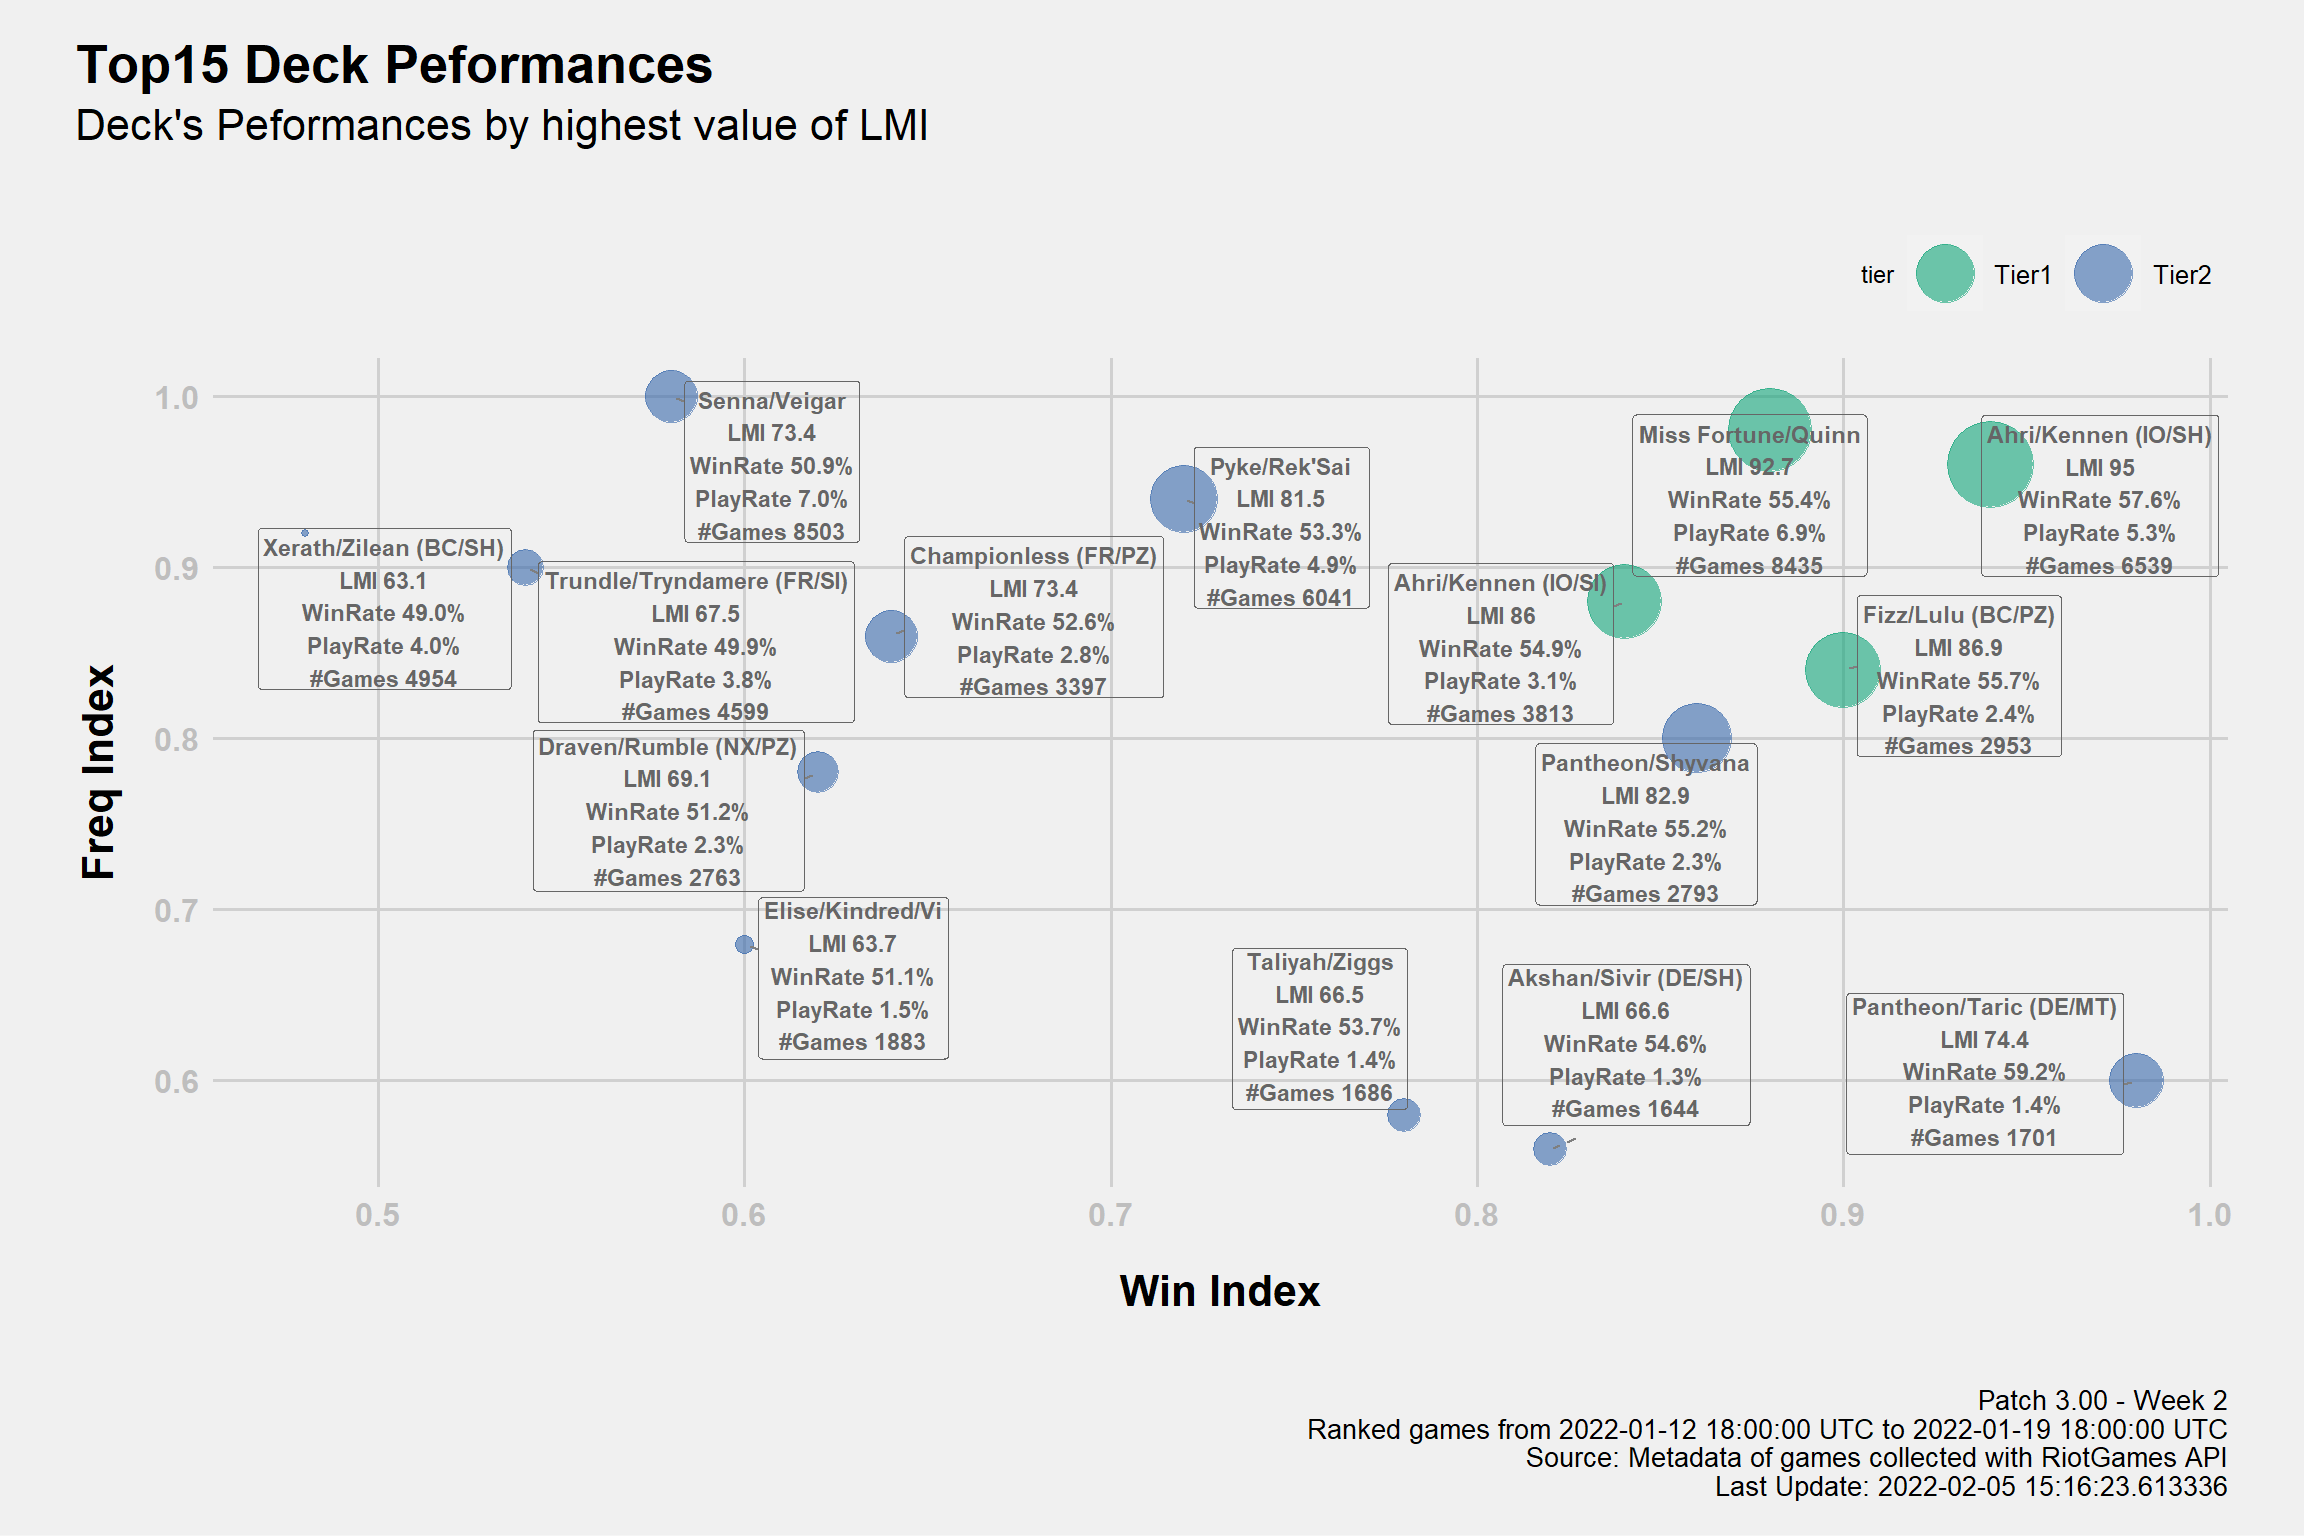 Top15 Deck Peformances
Deck's Peformances by highest value of LMI
tier
Tier1
Tier2
Freq Index
1.0
0.9
0.8
0.7
0.6
Senna/Veigar
LMI 73.4
WinRate 50.9%
PlayRate 7.0%
#Games 8503
Pyke/Rek'Sai
LMI 81.5
WinRate 53.3%
PlayRate 4.9%
#Games 6041
Miss Fortune/Quinn
LMI 92.7
WinRate 55.4%
PlayRate 6.9%
#Games 8435
Ahri/Kennen (IO/SH)
LMI 95
WinRate 57.6%
PlayRate 5.3%
#Games 6539
Xerath/Zilean (BC/SH)
LMI 63.1
WinRate 49.0%
PlayRate 4.0%
#Games 4954
Trundle/Tryndamere (FR/SI)
LMI 67.5
WinRate 49.9%
PlayRate 3.8%
#Games 4599
Championless (FR/PZ)
LMI 73.4
WinRate 52.6%
PlayRate 2.8%
#Games 3397
Ahri/Kennen (IO/SI)
LMI 86
WinRate 54.9%
PlayRate 3.1%
#Games 3813
Fizz/Lulu (BC/PZ)
LMI 86.9
WinRate 55.7%
PlayRate 2.4%
#Games 2953
Draven/Rumble (NX/PZ)
LMI 69.1
WinRate 51.2%
PlayRate 2.3%
#Games 2763
Pantheon/Shyvana
LMI 82.9
WinRate 55.2%
PlayRate 2.3%
#Games 2793
Elise/Kindred/Vi
LMI 63.7
WinRate 51.1%
PlayRate 1.5%
#Games 1883
Taliyah/Ziggs
LMI 66.5
WinRate 53.7%
PlayRate 1.4%
#Games 1686
Akshan/Sivir (DE/SH)
LMI 66.6
WinRate 54.6%
PlayRate 1.3%
#Games 1644
Pantheon/Taric (DE/MT)
LMI 74.4
WinRate 59.2%
PlayRate 1.4%
#Games 1701
0.5
0.6
0.7
0.8
0.9
1.0
Win Index
Patch 3.00 - Week 2
Ranked games from 2022-01-12 18:00:00 UTC to 2022-01-19 18:00:00 UTC
Source: Metadata of games collected with RiotGames API
Last Update: 2022-02-05 15:16:23.613336